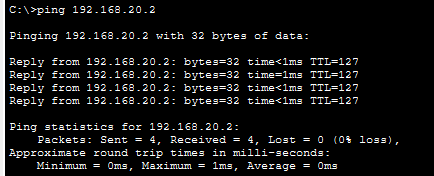 C:\>ping 192.168.20.2
Pinging 192.168.20.2 with 32 bytes of data:
Reply from 192.168.20.2: bytes=32 time<1ms TTL=127
Reply from 192.168.20.2: bytes=32 time=1ms TTL=127
Reply from 192.168.20.2: bytes=32 time<1ms TTL=127
Reply from 192.168.20.2: bytes=32 time=1ms TTL=127
Ping statistics for 192.168.20.2:
Packets: Sent = 4, Received = 4, Lost = 0 (0% loss),
Approximate round trip times in milli-seconds:
Minimum = 0ms, Maximum = 1ms, Average = 0ms